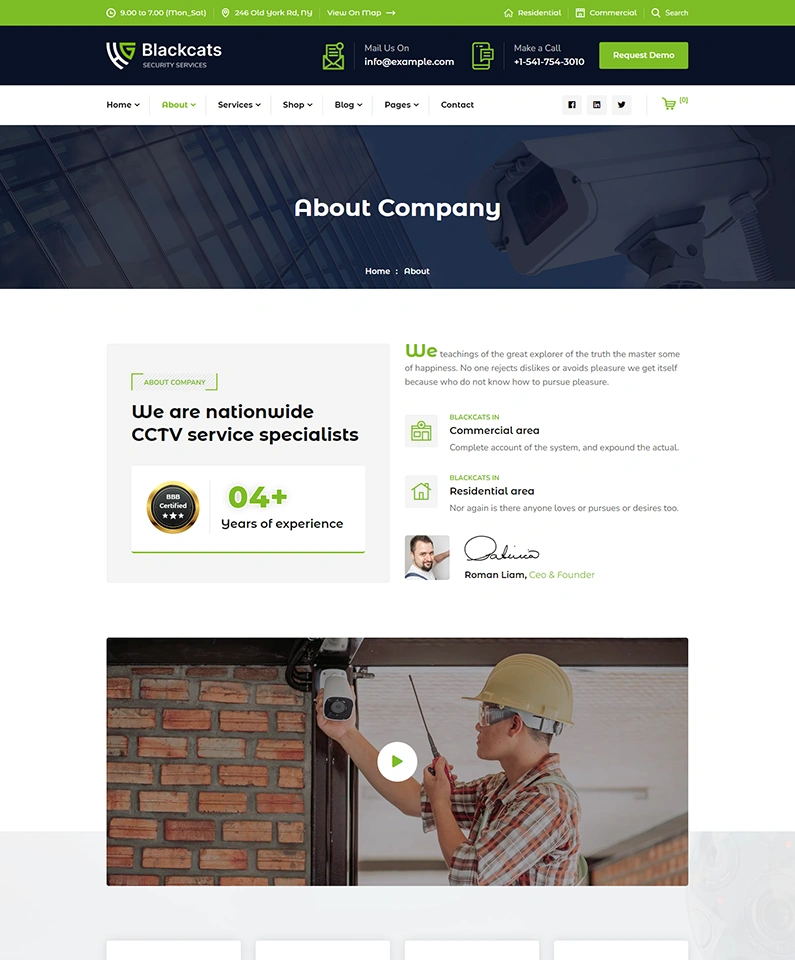 9.00 to 7.00 (Mon_Sat) 246 Old York Rd, NY View On Map Residential Commercial Search
Blackcats
SECURITY SERVICES
Mail Us On
info@example.com
Make a Call
+1-541-754-3010
Request Demo
Home About Services Shop Blog Pages Contact [0]
About Company
Home : About
ABOUT COMPANY
We are nationwide
CCTV service specialists
BBB
Certified
04+
Years of experience
We teachings of the great explorer of the truth the master some
of happiness. No one rejects dislikes or avoids pleasure we get itself
because who do not know how to pursue pleasure.
BLACKCATS IN
Commercial area
Complete account of the system, and expound the actual.
BLACKCATS IN
Residential area
Nor again is there anyone loves or pursues or desires too.
Roman Liam, Ceo & Founder